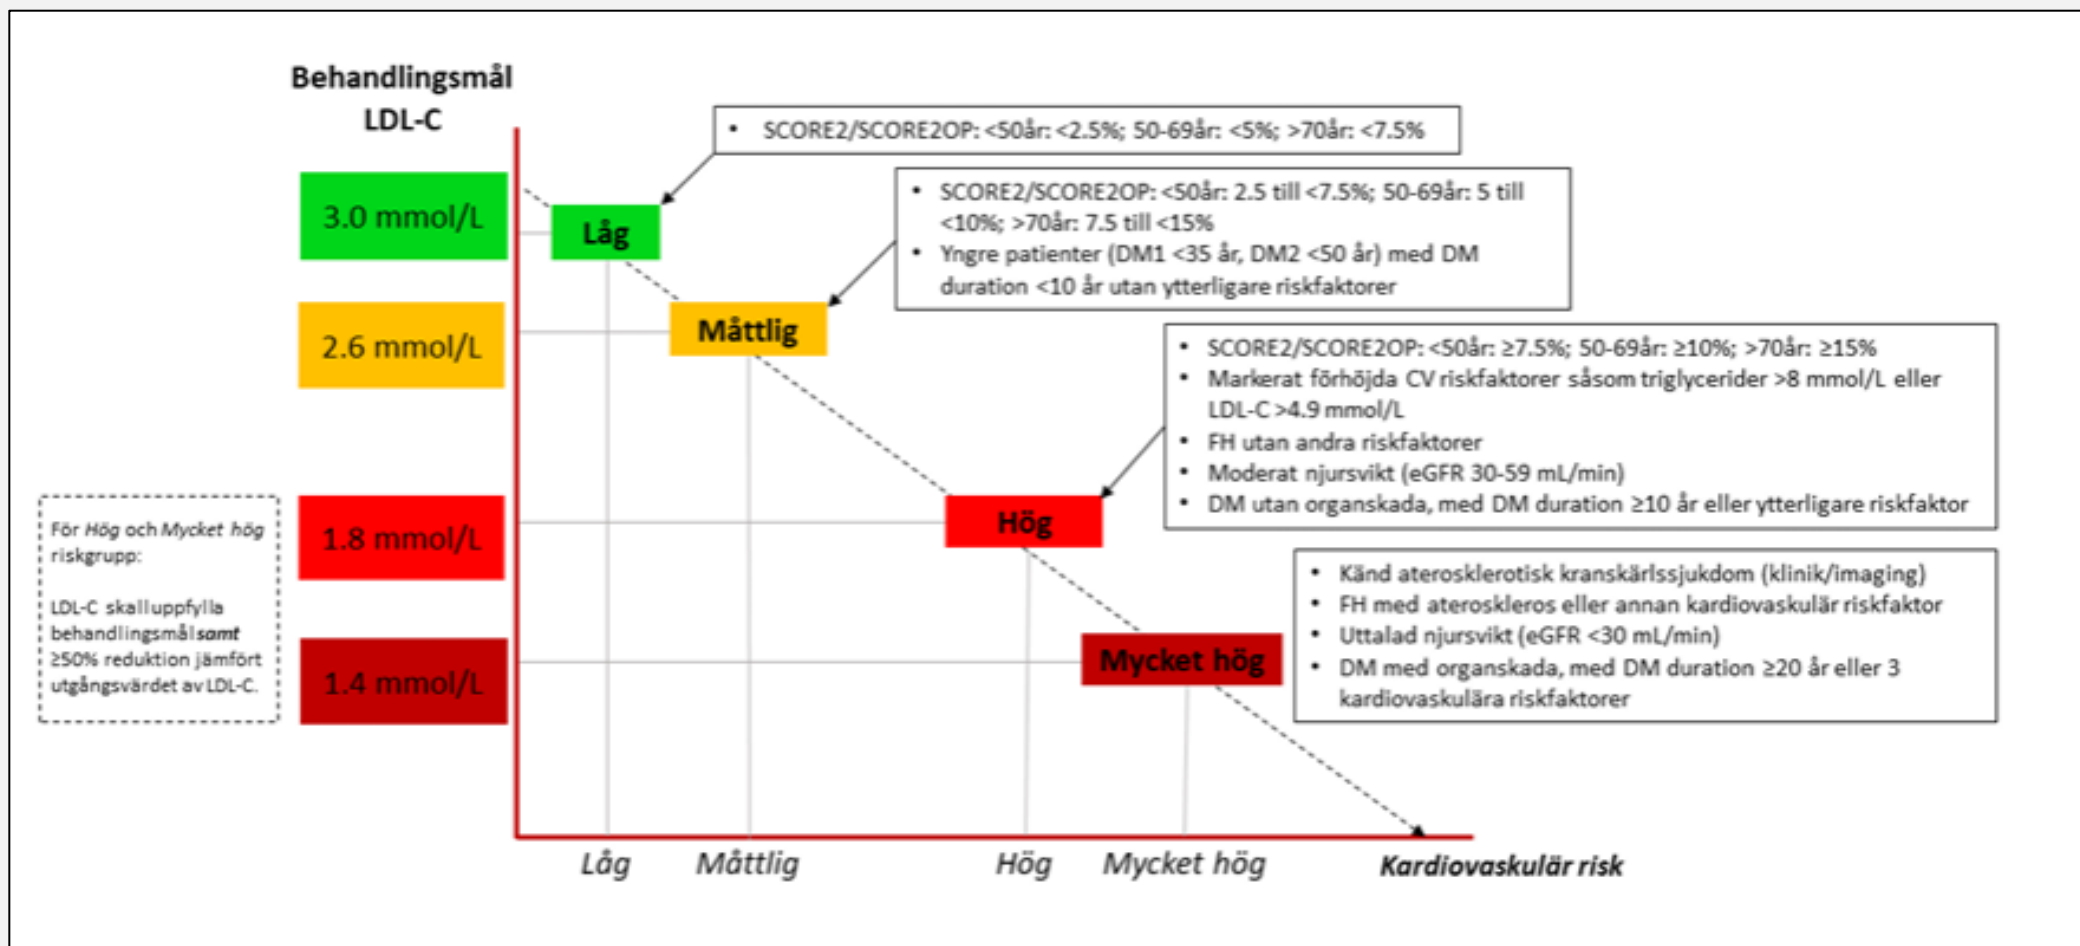 Behandlingsmål
LDL-C
3.0 mmol/L
2.6 mmol/L
1.8 mmol/L
1.4 mmol/L
För Hög och Mycket hög
riskgrupp:
LDL-C skall uppfylla
behandlingsmål samt
≥50% reduktion jämfört
utgångsvärdet av LDL-C.
Låg
• SCORE2/SCORE2OP: <50år: <2.5%; 50-69år: <5%; >70år: <7.5%
Måttlig
• SCORE2/SCORE2OP: <50år: 2.5 till <7.5%; 50-69år: 5 till
<10%; >70år: 7.5 till <15%
• Yngre patienter (DM1 <35 år, DM2 <50 år) med DM
duration <10 år utan ytterligare riskfaktorer
Hög
• SCORE2/SCORE2OP: <50år: ≥7.5%; 50-69år: ≥10%; >70år: ≥15%
• Markerat förhöjda CV riskfaktorer såsom triglycerider >8 mmol/L eller
LDL-C >4.9 mmol/L
• FH utan andra riskfaktorer
• Moderat njursvikt (eGFR 30-59 mL/min)
• DM utan organskada, med DM duration ≥10 år eller ytterligare riskfaktor
Mycket hög
• Känd aterosklerotisk kranskärlssjukdom (klinik/imaging)
• FH med ateroskleros eller annan kardiovaskulär riskfaktor
• Uttalad njursvikt (eGFR <30 mL/min)
• DM med organskada, med DM duration ≥20 år eller 3
kardiovaskulära riskfaktorer
Låg
Måttlig
Hög
Mycket hög
Kardiovaskulär risk